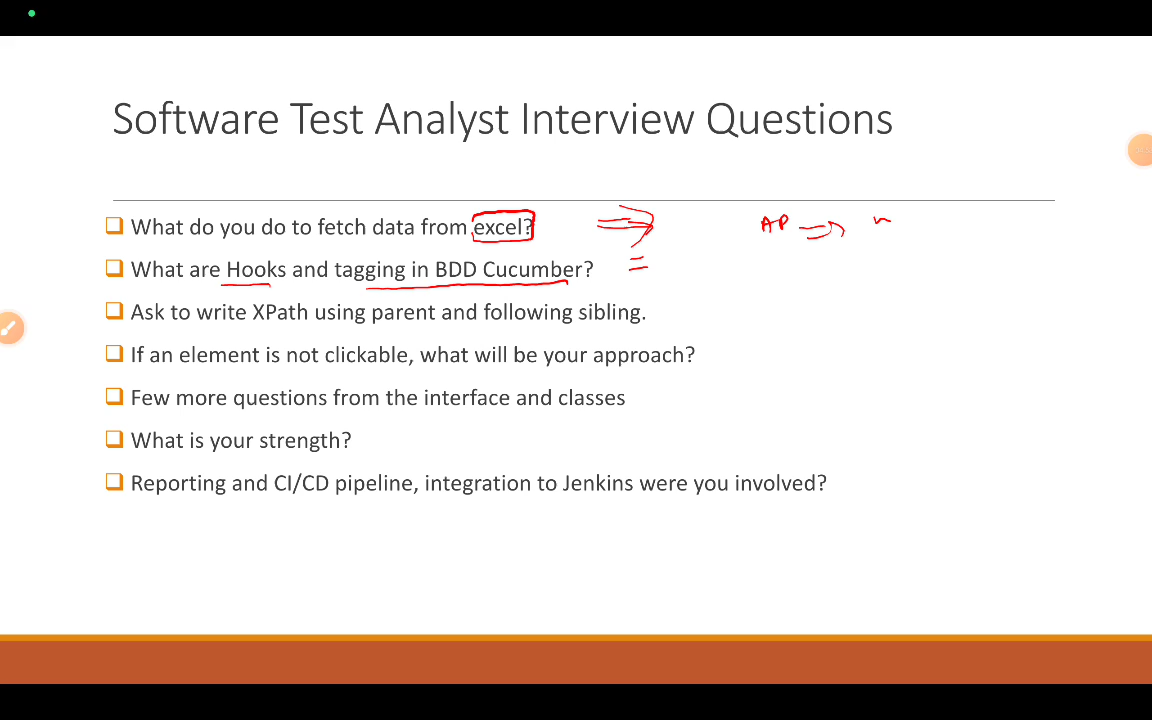 Software Test Analyst Interview Questions
What do you do to fetch data from excel? AP
What are Hooks and tagging in BDD Cucumber?
Ask to write XPath using parent and following sibling.
If an element is not clickable, what will be your approach?
Few more questions from the interface and classes
What is your strength?
Reporting and CI/CD pipeline, integration to Jenkins were you involved?